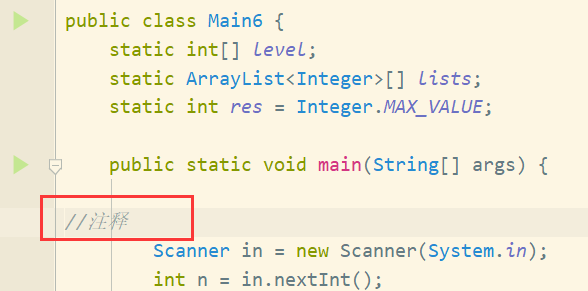 public class Main6 {
static int[] level;
static ArrayList<Integer>[] lists;
static int res = Integer.MAX_VALUE;
public static void main(String[] args) {
//注释
Scanner in = new Scanner(System.in);
int n = in.nextInt();